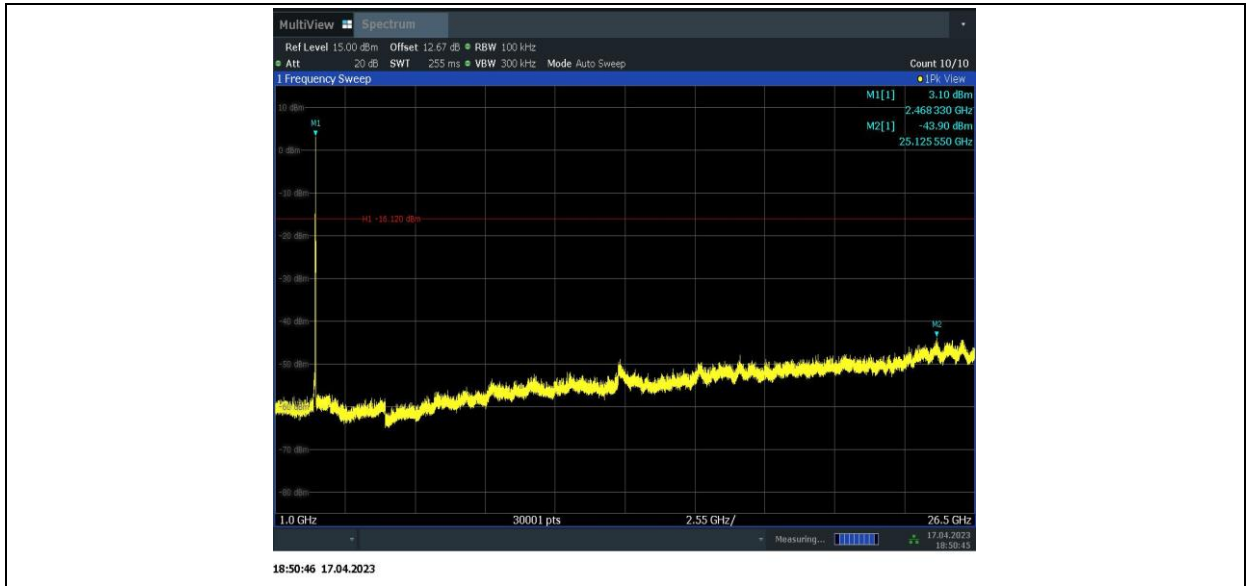 MultiView Spectrum
Ref Level 15.00 dBm Offset 12.67 dB RBW 100 kHz
Att 20 dB SWT 255 ms VBW 300 kHz Mode Auto Sweep Count 10/10
1 Frequency Sweep 1Pk View
M1[1] 3.10 dBm
2.468 330 GHz
M2[1] -43.90 dBm
25.125 550 GHz
10 dBm
M1
0 dBm
-10 dBm
H1 -16.120 dBm
-20 dBm
-30 dBm
-40 dBm
M2
-50 dBm
-60 dBm
-70 dBm
-80 dBm
1.0 GHz 30001 pts 2.55 GHz/ 26.5 GHz
Measuring... 17.04.2023
18:50:45
18:50:46 17.04.2023